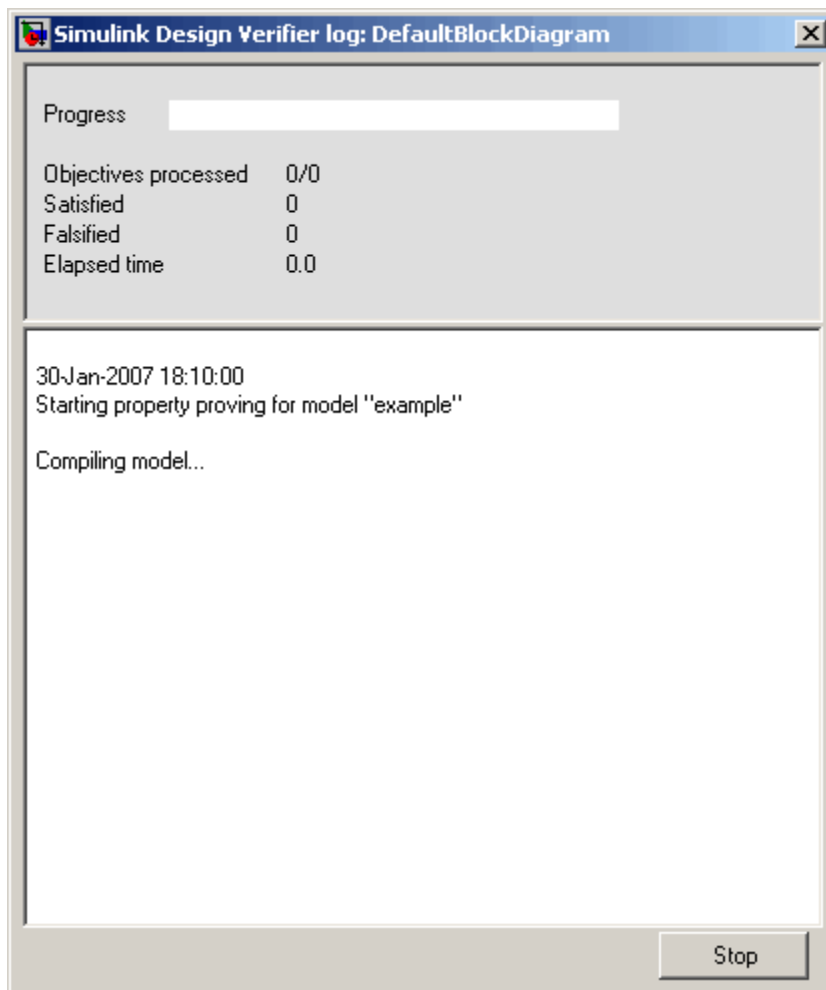 Simulink Design Verifier log: DefaultBlockDiagram
Progress
Objectives processed 0/0
Satisfied 0
Falsified 0
Elapsed time 0.0
30-Jan-2007 18:10:00
Starting property proving for model "example"
Compiling model...
Stop